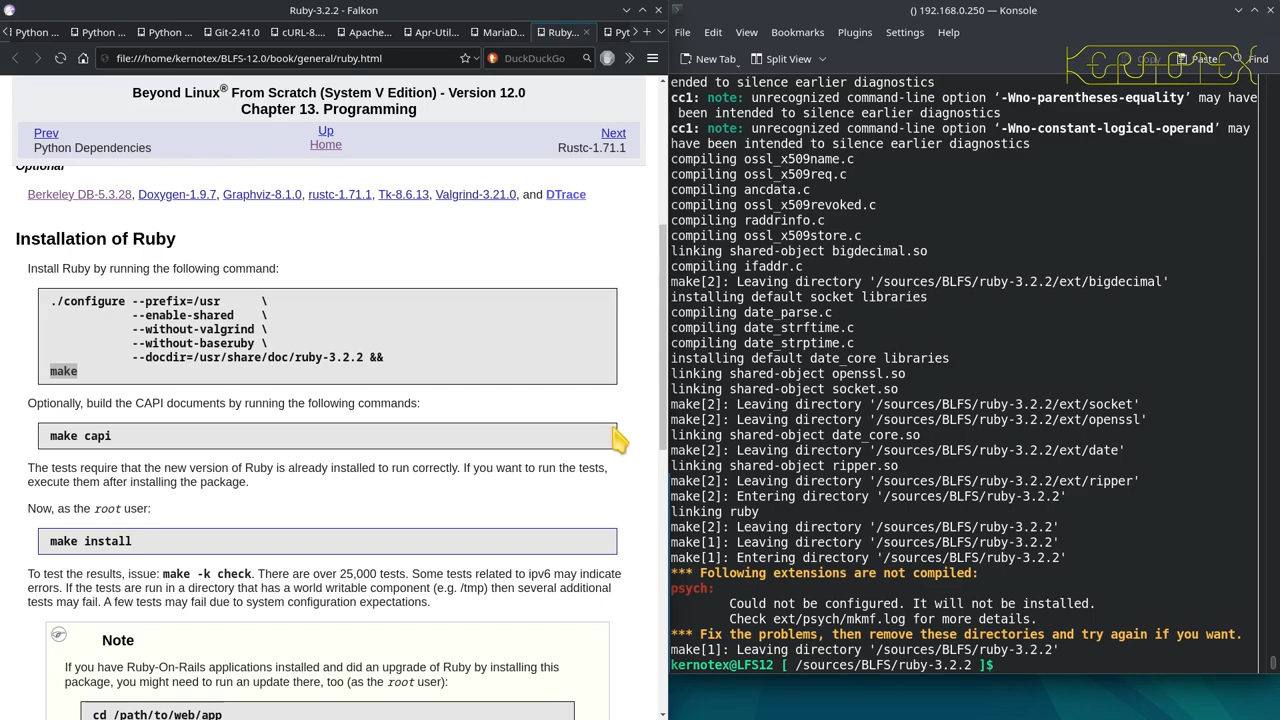 Ruby-3.2.2 - Falkon
Python ...
Python ...
Python ...
Git-2.41.0
cURL-8....
Apache...
Apr-Util...
MariaD...
Ruby...
Pyt
file:///home/kernotex/BLFS-12.0/book/general/ruby.html
DuckDuckGo
Beyond Linux® From Scratch (System V Edition) - Version 12.0
Chapter 13. Programming
Prev
Up
Next
Python Dependencies
Home
Rustc-1.71.1
Optional
Berkeley DB-5.3.28, Doxygen-1.9.7, Graphviz-8.1.0, rustc-1.71.1, Tk-8.6.13, Valgrind-3.21.0, and DTrace
Installation of Ruby
Install Ruby by running the following command:
./configure --prefix=/usr \
--enable-shared \
--without-valgrind \
--without-baseruby \
--docdir=/usr/share/doc/ruby-3.2.2 &&
make
Optionally, build the CAPI documents by running the following commands:
make capi
The tests require that the new version of Ruby is already installed to run correctly. If you want to run the tests,
execute them after installing the package.
Now, as the root user:
make install
To test the results, issue: make -k check. There are over 25,000 tests. Some tests related to ipv6 may indicate
errors. If the tests are run in a directory that has a world writable component (e.g. /tmp) then several additional
tests may fail. A few tests may fail due to system configuration expectations.
Note
If you have Ruby-On-Rails applications installed and did an upgrade of Ruby by installing this
package, you might need to run an update there, too (as the root user):
cd /path/to/web/app
() 192.168.0.250 — Konsole
File Edit View Bookmarks Plugins Settings Help
New Tab
Split View
Copy
Paste
Find
KERNOTEX
ended to silence earlier diagnostics
cc1: note: unrecognized command-line option ‘-Wno-parentheses-equality’ may have
been intended to silence earlier diagnostics
cc1: note: unrecognized command-line option ‘-Wno-constant-logical-operand’ may
have been intended to silence earlier diagnostics
compiling ossl_x509name.c
compiling ossl_x509req.c
compiling ancdata.c
compiling ossl_x509revoked.c
compiling raddrinfo.c
compiling ossl_x509store.c
linking shared-object bigdecimal.so
compiling ifaddr.c
make[2]: Leaving directory '/sources/BLFS/ruby-3.2.2/ext/bigdecimal'
installing default socket libraries
compiling date_parse.c
compiling date_strftime.c
compiling date_strptime.c
installing default date_core libraries
linking shared-object openssl.so
linking shared-object socket.so
make[2]: Leaving directory '/sources/BLFS/ruby-3.2.2/ext/socket'
make[2]: Leaving directory '/sources/BLFS/ruby-3.2.2/ext/openssl'
linking shared-object date_core.so
make[2]: Leaving directory '/sources/BLFS/ruby-3.2.2/ext/date'
linking shared-object ripper.so
make[2]: Leaving directory '/sources/BLFS/ruby-3.2.2/ext/ripper'
make[2]: Entering directory '/sources/BLFS/ruby-3.2.2'
linking ruby
make[2]: Leaving directory '/sources/BLFS/ruby-3.2.2'
make[1]: Leaving directory '/sources/BLFS/ruby-3.2.2'
make[1]: Entering directory '/sources/BLFS/ruby-3.2.2'
*** Following extensions are not compiled:
psych:
Could not be configured. It will not be installed.
Check ext/psych/mkmf.log for more details.
*** Fix the problems, then remove these directories and try again if you want.
make[1]: Leaving directory '/sources/BLFS/ruby-3.2.2'
kernotex@LFS12 [ /sources/BLFS/ruby-3.2.2 ]$